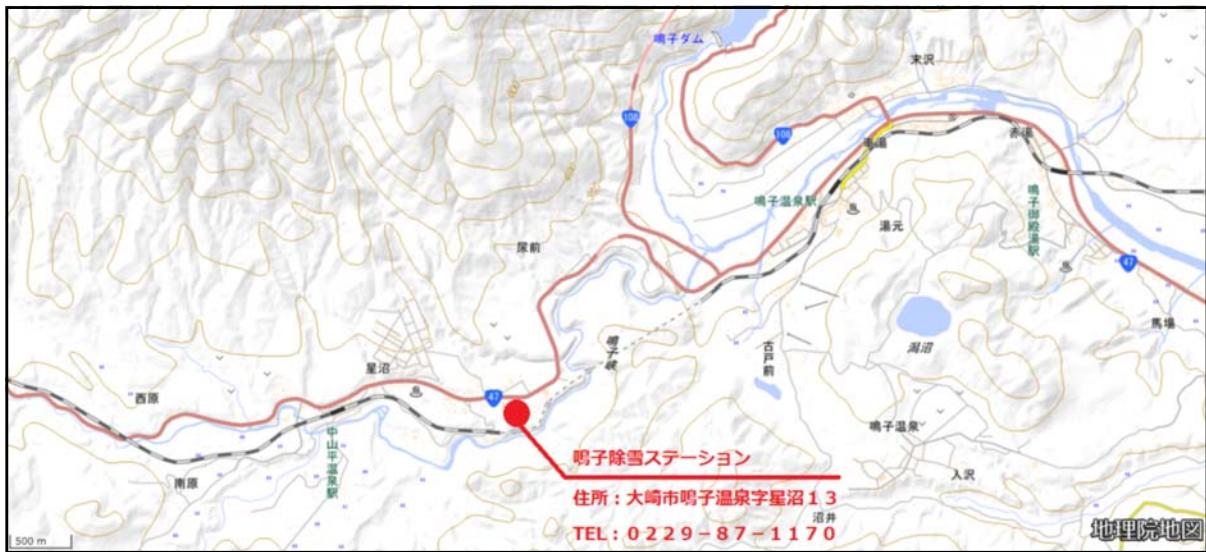 鳴子ダム
末沢
108
108
車湯
赤湯
鳴子温泉駅
湯元
鳴子御殿湯駅
尿前
47
馬場
鳴子峡
古戸前
潟沼
星沼
西原
47
鳴子温泉
中山平温泉駅
南原
入沢
鳴子除雪ステーション
住所：大崎市鳴子温泉字星沼１３
沼井
TEL：０２２９－８７－１１７０
500 m
地理院地図